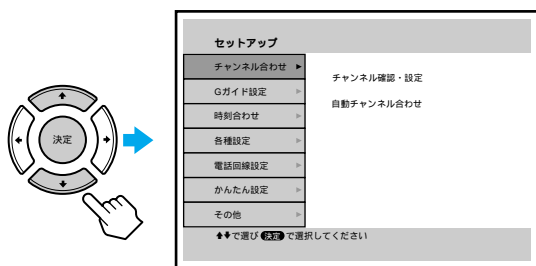 セットアップ
チャンネル合わせ
Gガイド設定
時刻合わせ
各種設定
電話回線設定
かんたん設定
その他
チャンネル確認・設定
自動チャンネル合わせ
決定
で選び 決定 で選択してください